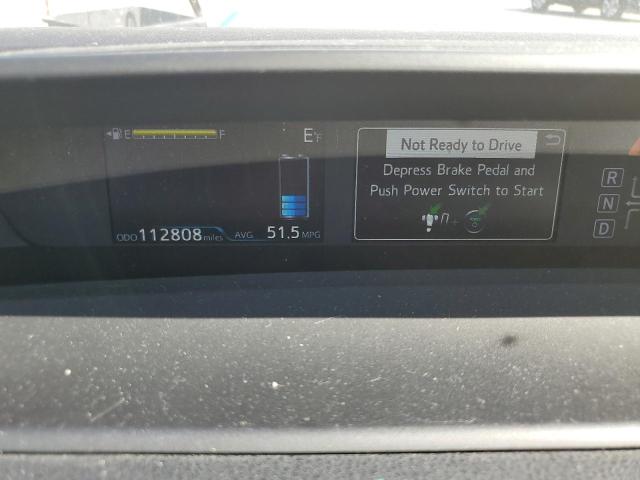 E F
E°F
ODO 112808 miles AVG 51.5 MPG
Not Ready to Drive
Depress Brake Pedal and
Push Power Switch to Start
R
N
D